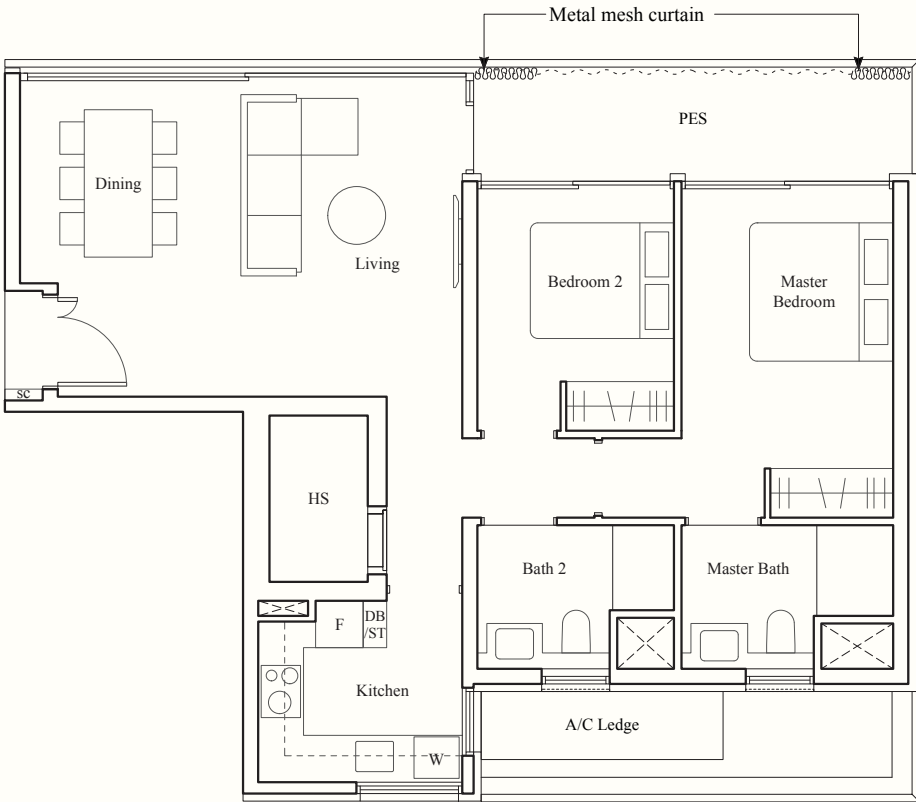 Metal mesh curtain
PES
Dining
Living
Bedroom 2
Master
Bedroom
SC
HS
Bath 2
Master Bath
F
DB
/ST
Kitchen
A/C Ledge
W